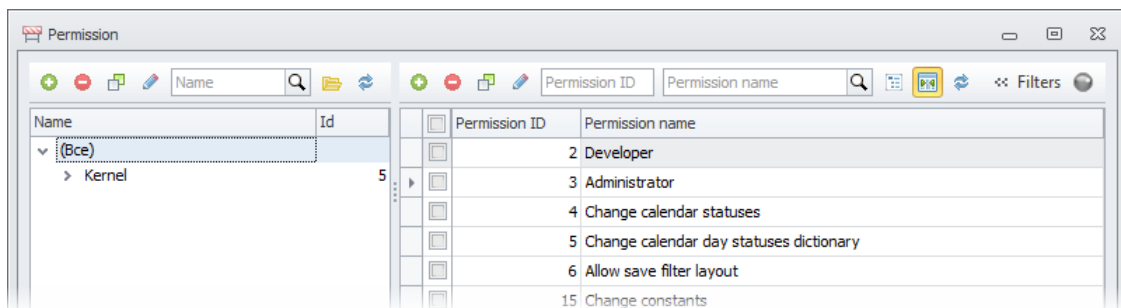 Permission
Name
Permission ID Permission name
<< Filters
Name Id
(Все)
Kernel 5
Permission ID Permission name
2 Developer
3 Administrator
4 Change calendar statuses
5 Change calendar day statuses dictionary
6 Allow save filter layout
15 Change constants